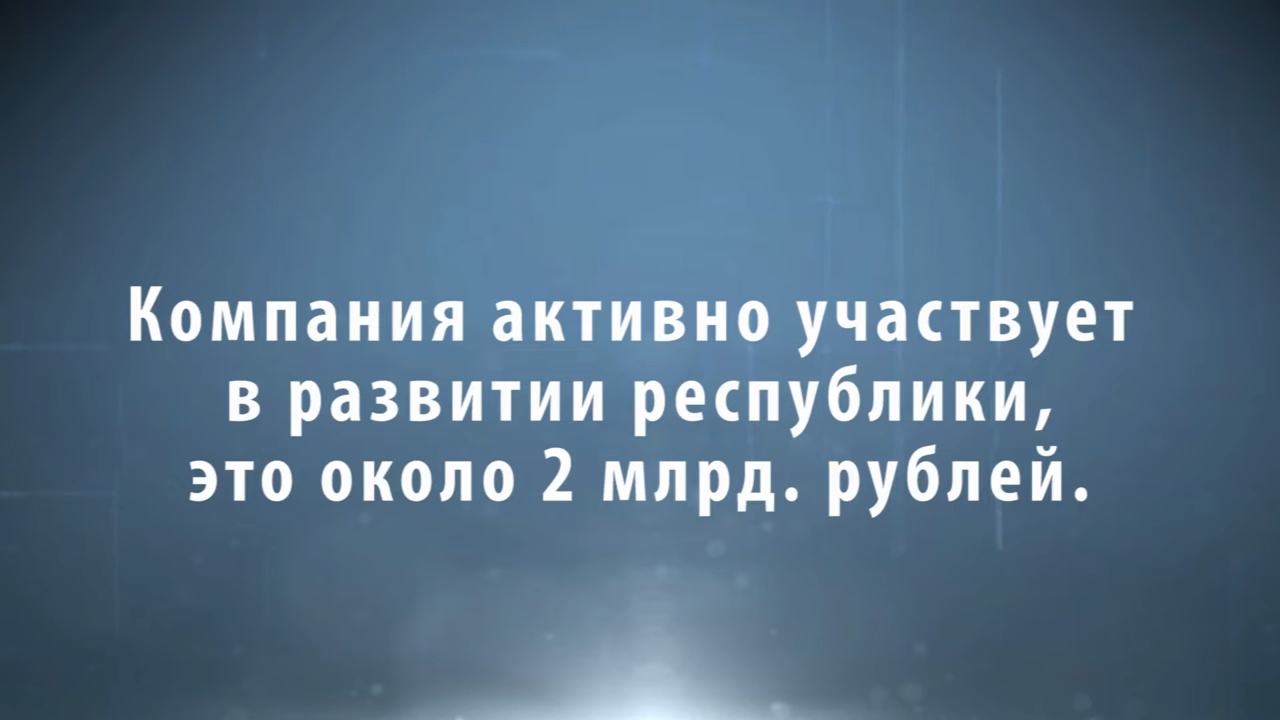 Компания активно участвует
в развитии республики,
это около 2 млрд. рублей.